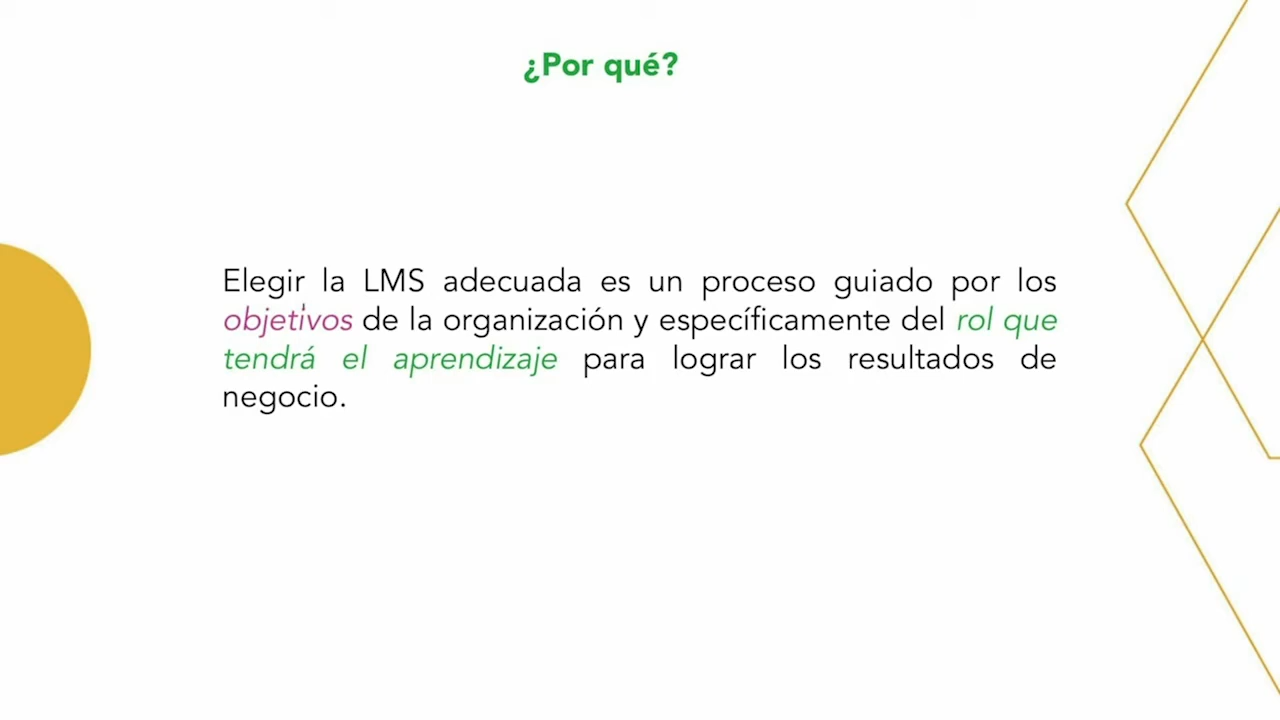 ¿Por qué?
Elegir la LMS adecuada es un proceso guiado por los
objetivos de la organización y específicamente del rol que
tendrá el aprendizaje para lograr los resultados de
negocio.